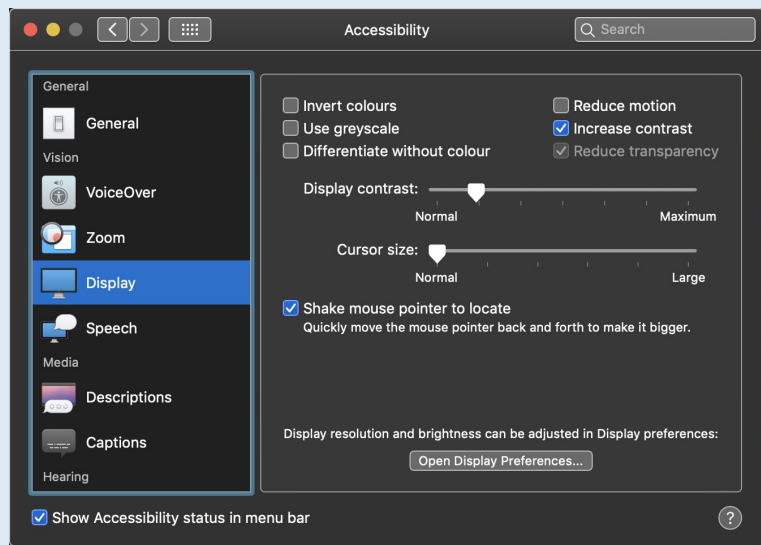 Accessibility
Search
General
General
Vision
VoiceOver
Zoom
Display
Speech
Media
Descriptions
Captions
Hearing
Invert colours
Use greyscale
Differentiate without colour
Reduce motion
Increase contrast
Reduce transparency
Display contrast:
Normal
Maximum
Cursor size:
Normal
Large
Shake mouse pointer to locate
Quickly move the mouse pointer back and forth to make it bigger.
Display resolution and brightness can be adjusted in Display preferences:
Open Display Preferences...
Show Accessibility status in menu bar
?